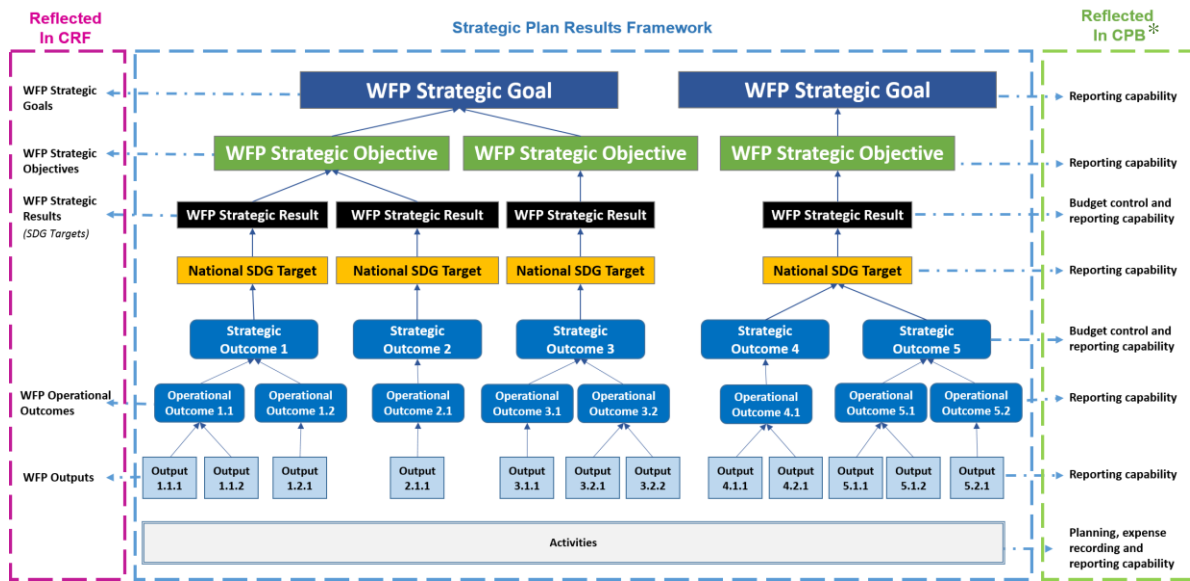 Reflected
In CRF
Strategic Plan Results Framework
Reflected
In CPB*
WFP Strategic
Goals
WFP Strategic Goal
WFP Strategic Goal
Reporting capability
WFP Strategic
Objectives
WFP Strategic Objective
WFP Strategic Objective
WFP Strategic Objective
Reporting capability
WFP Strategic
Results
(SDG Targets)
WFP Strategic Result
WFP Strategic Result
WFP Strategic Result
WFP Strategic Result
Budget control and
reporting capability
National SDG Target
National SDG Target
National SDG Target
National SDG Target
Reporting capability
Strategic
Outcome 1
Strategic
Outcome 2
Strategic
Outcome 3
Strategic
Outcome 4
Strategic
Outcome 5
Budget control and
reporting capability
WFP Operational
Outcomes
Operational
Outcome 1.1
Operational
Outcome 1.2
Operational
Outcome 2.1
Operational
Outcome 3.1
Operational
Outcome 3.2
Operational
Outcome 4.1
Operational
Outcome 5.1
Operational
Outcome 5.2
Reporting capability
WFP Outputs
Output
1.1.1
Output
1.1.2
Output
1.2.1
Output
2.1.1
Output
3.1.1
Output
3.2.1
Output
3.2.2
Output
4.1.1
Output
4.2.1
Output
5.1.1
Output
5.1.2
Output
5.2.1
Reporting capability
Activities
Planning, expense
recording and
reporting capability